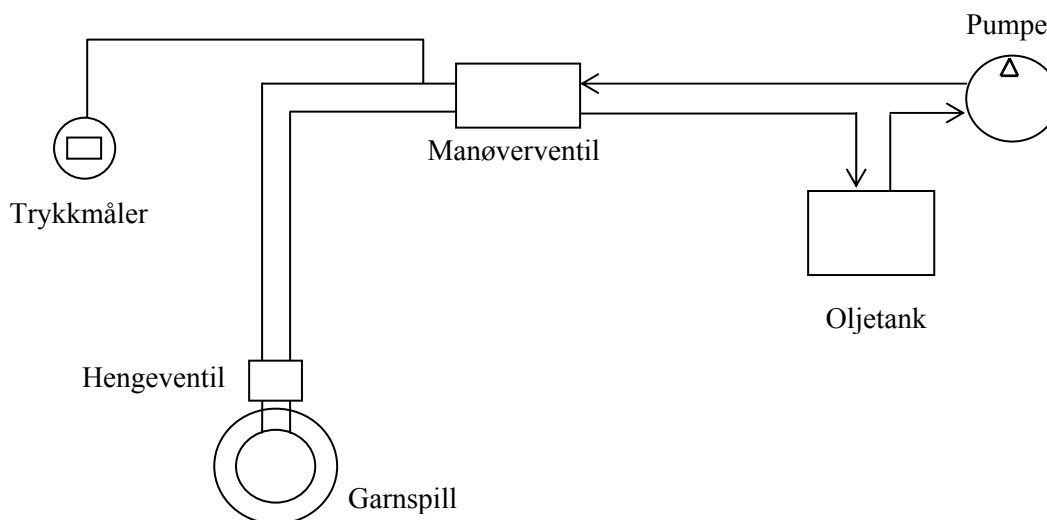 Pumpe
Manøverventil
Trykkmåler
Oljetank
Hengeventil
Garnspill